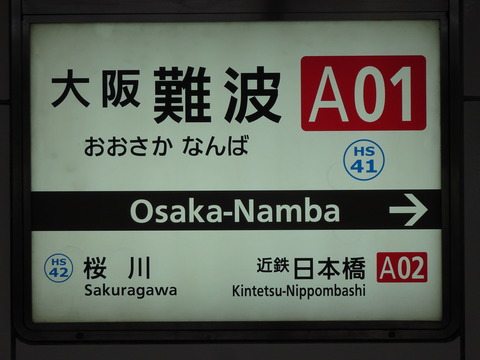 大阪難波 A01
おおさか なんば
HS
41
Osaka-Namba →
HS
42
桜川
Sakuragawa
近鉄日本橋 A02
Kintetsu-Nippombashi